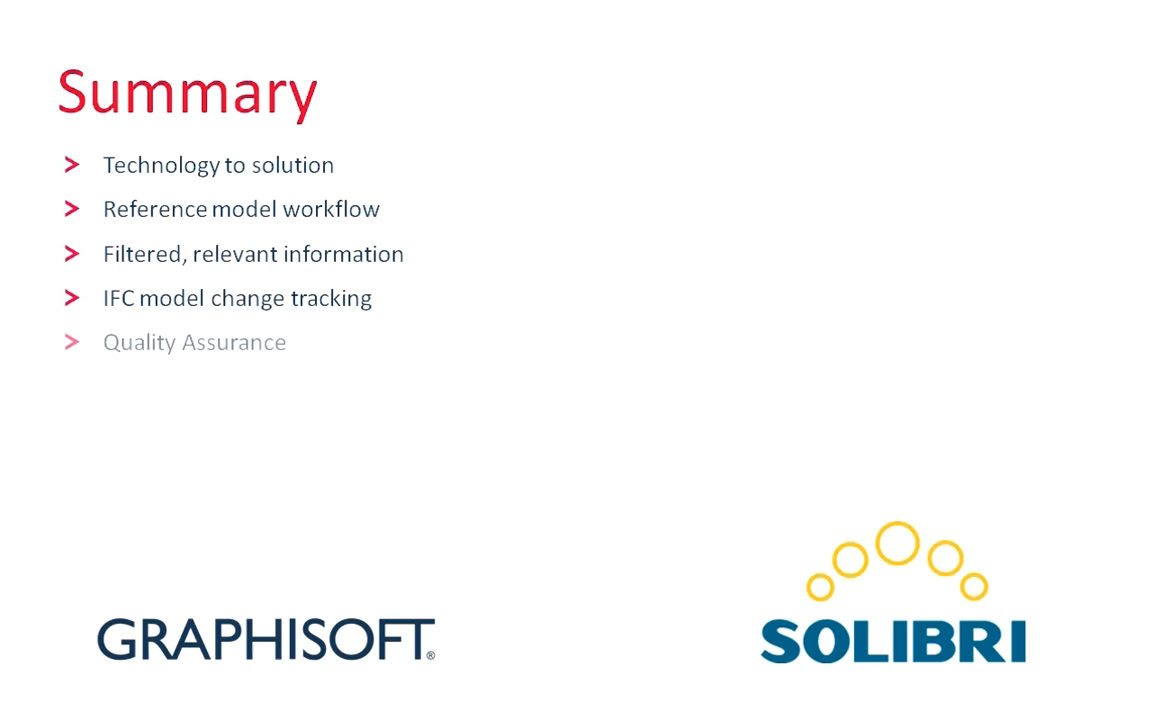 Summary
> Technology to solution
> Reference model workflow
> Filtered, relevant information
> IFC model change tracking
> Quality Assurance
GRAPHISOFT®
SOLIBRI